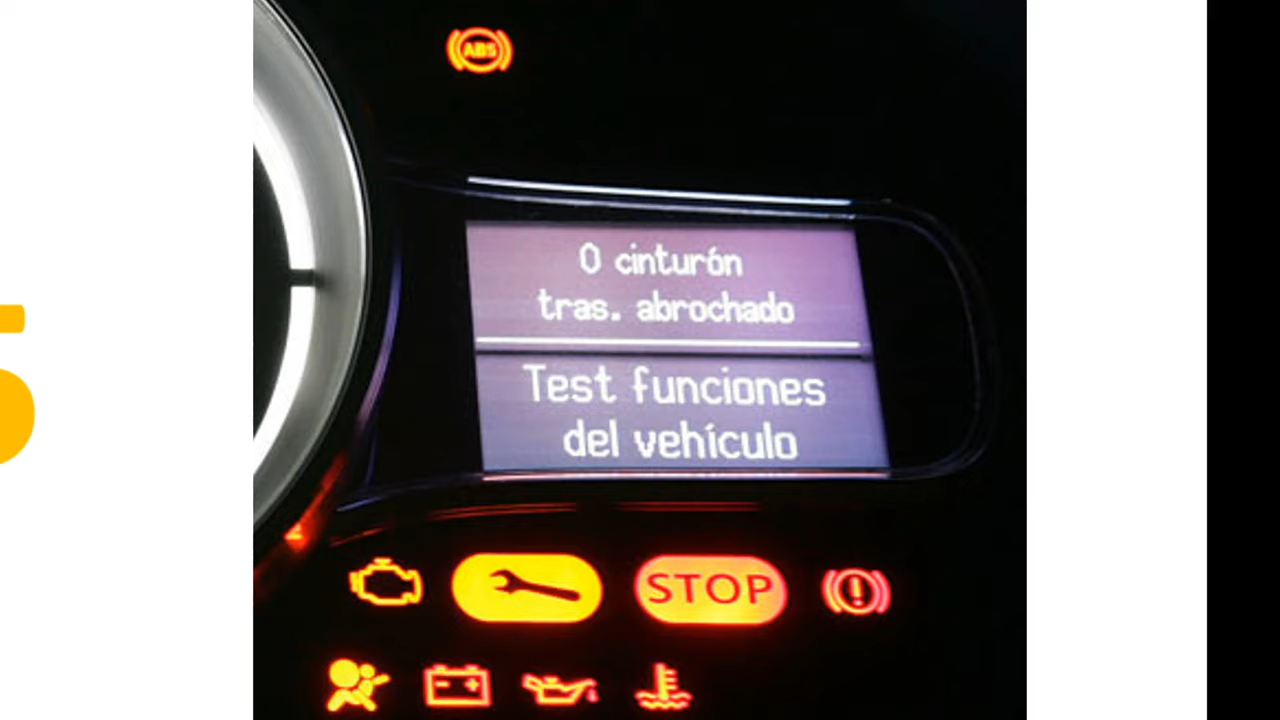 ABS
0 cinturón
tras. abrochado
Test funciones
del vehículo
STOP